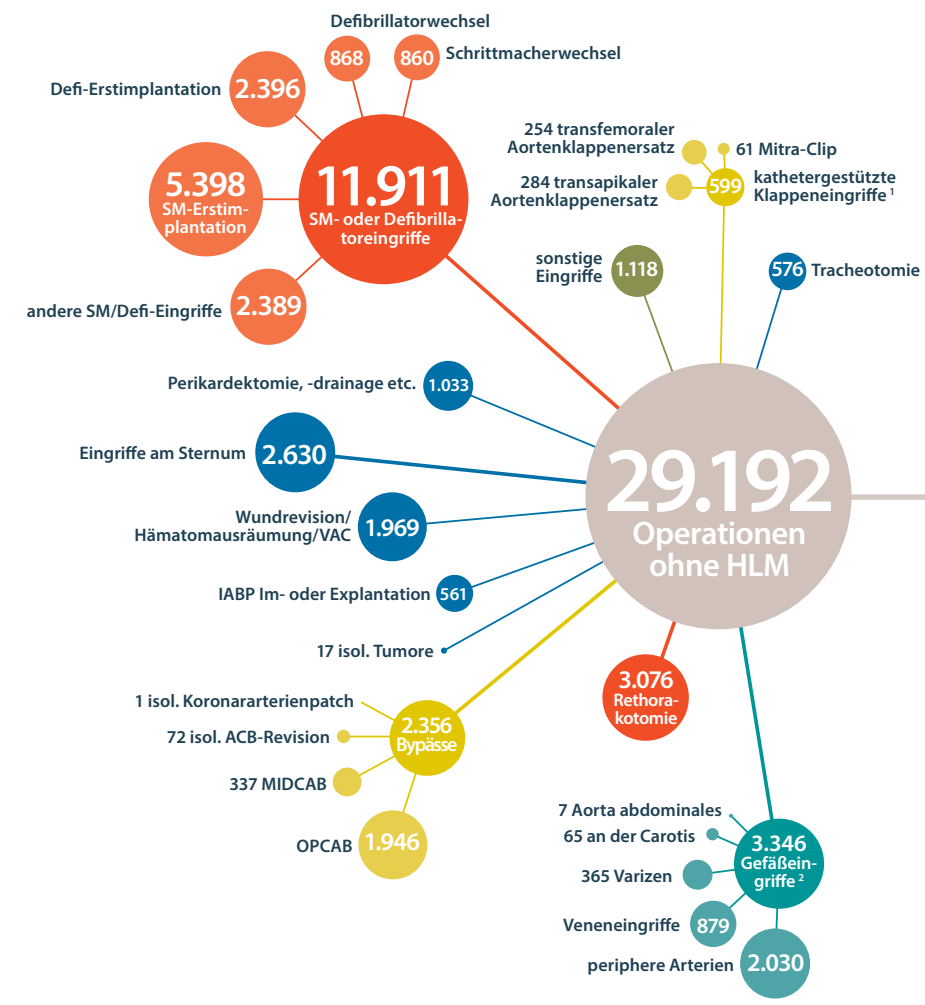 Defibrillatorwechsel
868
860
Schrittmacherwechsel
Defi-Erstimplantation
2.396
5.398
SM-Erstim-
plantation
11.911
SM- oder Defibrilla-
toreingriffe
andere SM/Defi-Eingriffe
2.389
254 transfemoraler
Aortenklappenersatz
61 Mitra-Clip
284 transapikaler
Aortenklappenersatz
599
kathetergestützte
Klappeneingriffe ¹
sonstige
Eingriffe
1.118
576
Tracheotomie
Perikardektomie, -drainage etc.
1.033
Eingriffe am Sternum
2.630
Wundrevision/
Hämatomausräumung/VAC
1.969
IABP Im- oder Explantation
561
17 isol. Tumore
29.192
Operationen
ohne HLM
1 isol. Koronararterienpatch
72 isol. ACB-Revision
337 MIDCAB
OPCAB
1.946
2.356
Bypässe
3.076
Rethora-
kotomie
7 Aorta abdominales
65 an der Carotis
365 Varizen
Veneneingriffe
879
periphere Arterien
2.030
3.346
Gefäßein-
griffe ²